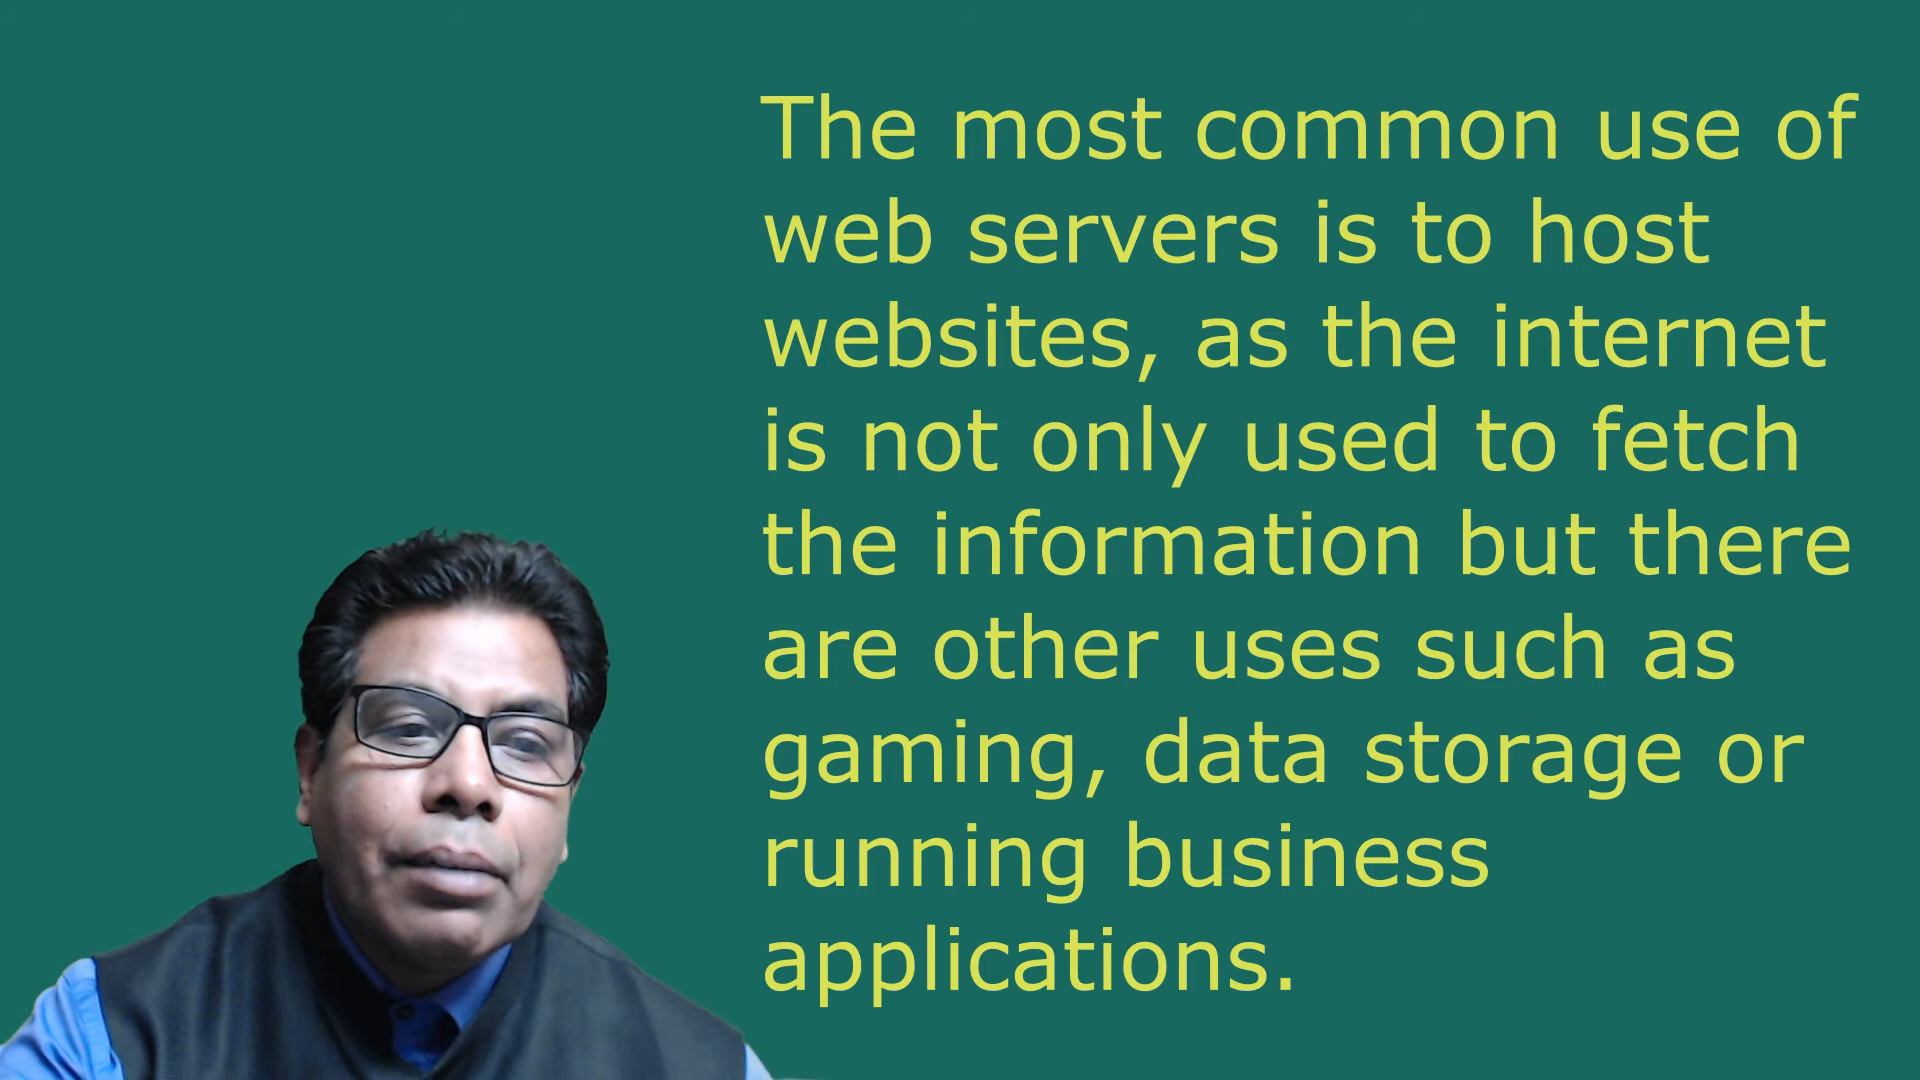 The most common use of
web servers is to host
websites, as the internet
is not only used to fetch
the information but there
are other uses such as
gaming, data storage or
running business
applications.